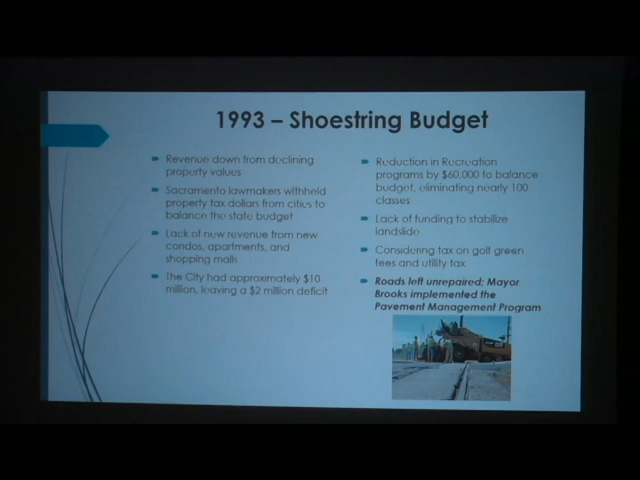 1993 – Shoestring Budget
Revenue down from declining
property values
Sacramento lawmakers withheld
property tax dollars from cities to
balance the state budget
Lack of new revenue from new
condos, apartments, and
shopping malls
The City had approximately $10
million, leaving a $2 million deficit
Reduction in Recreation
programs by $60,000 to balance
budget, eliminating nearly 100
classes
Lack of funding to stabilize
landslide
Considering tax on golf green
fees and utility tax
Roads left unrepaired; Mayor
Brooks implemented the
Pavement Management Program